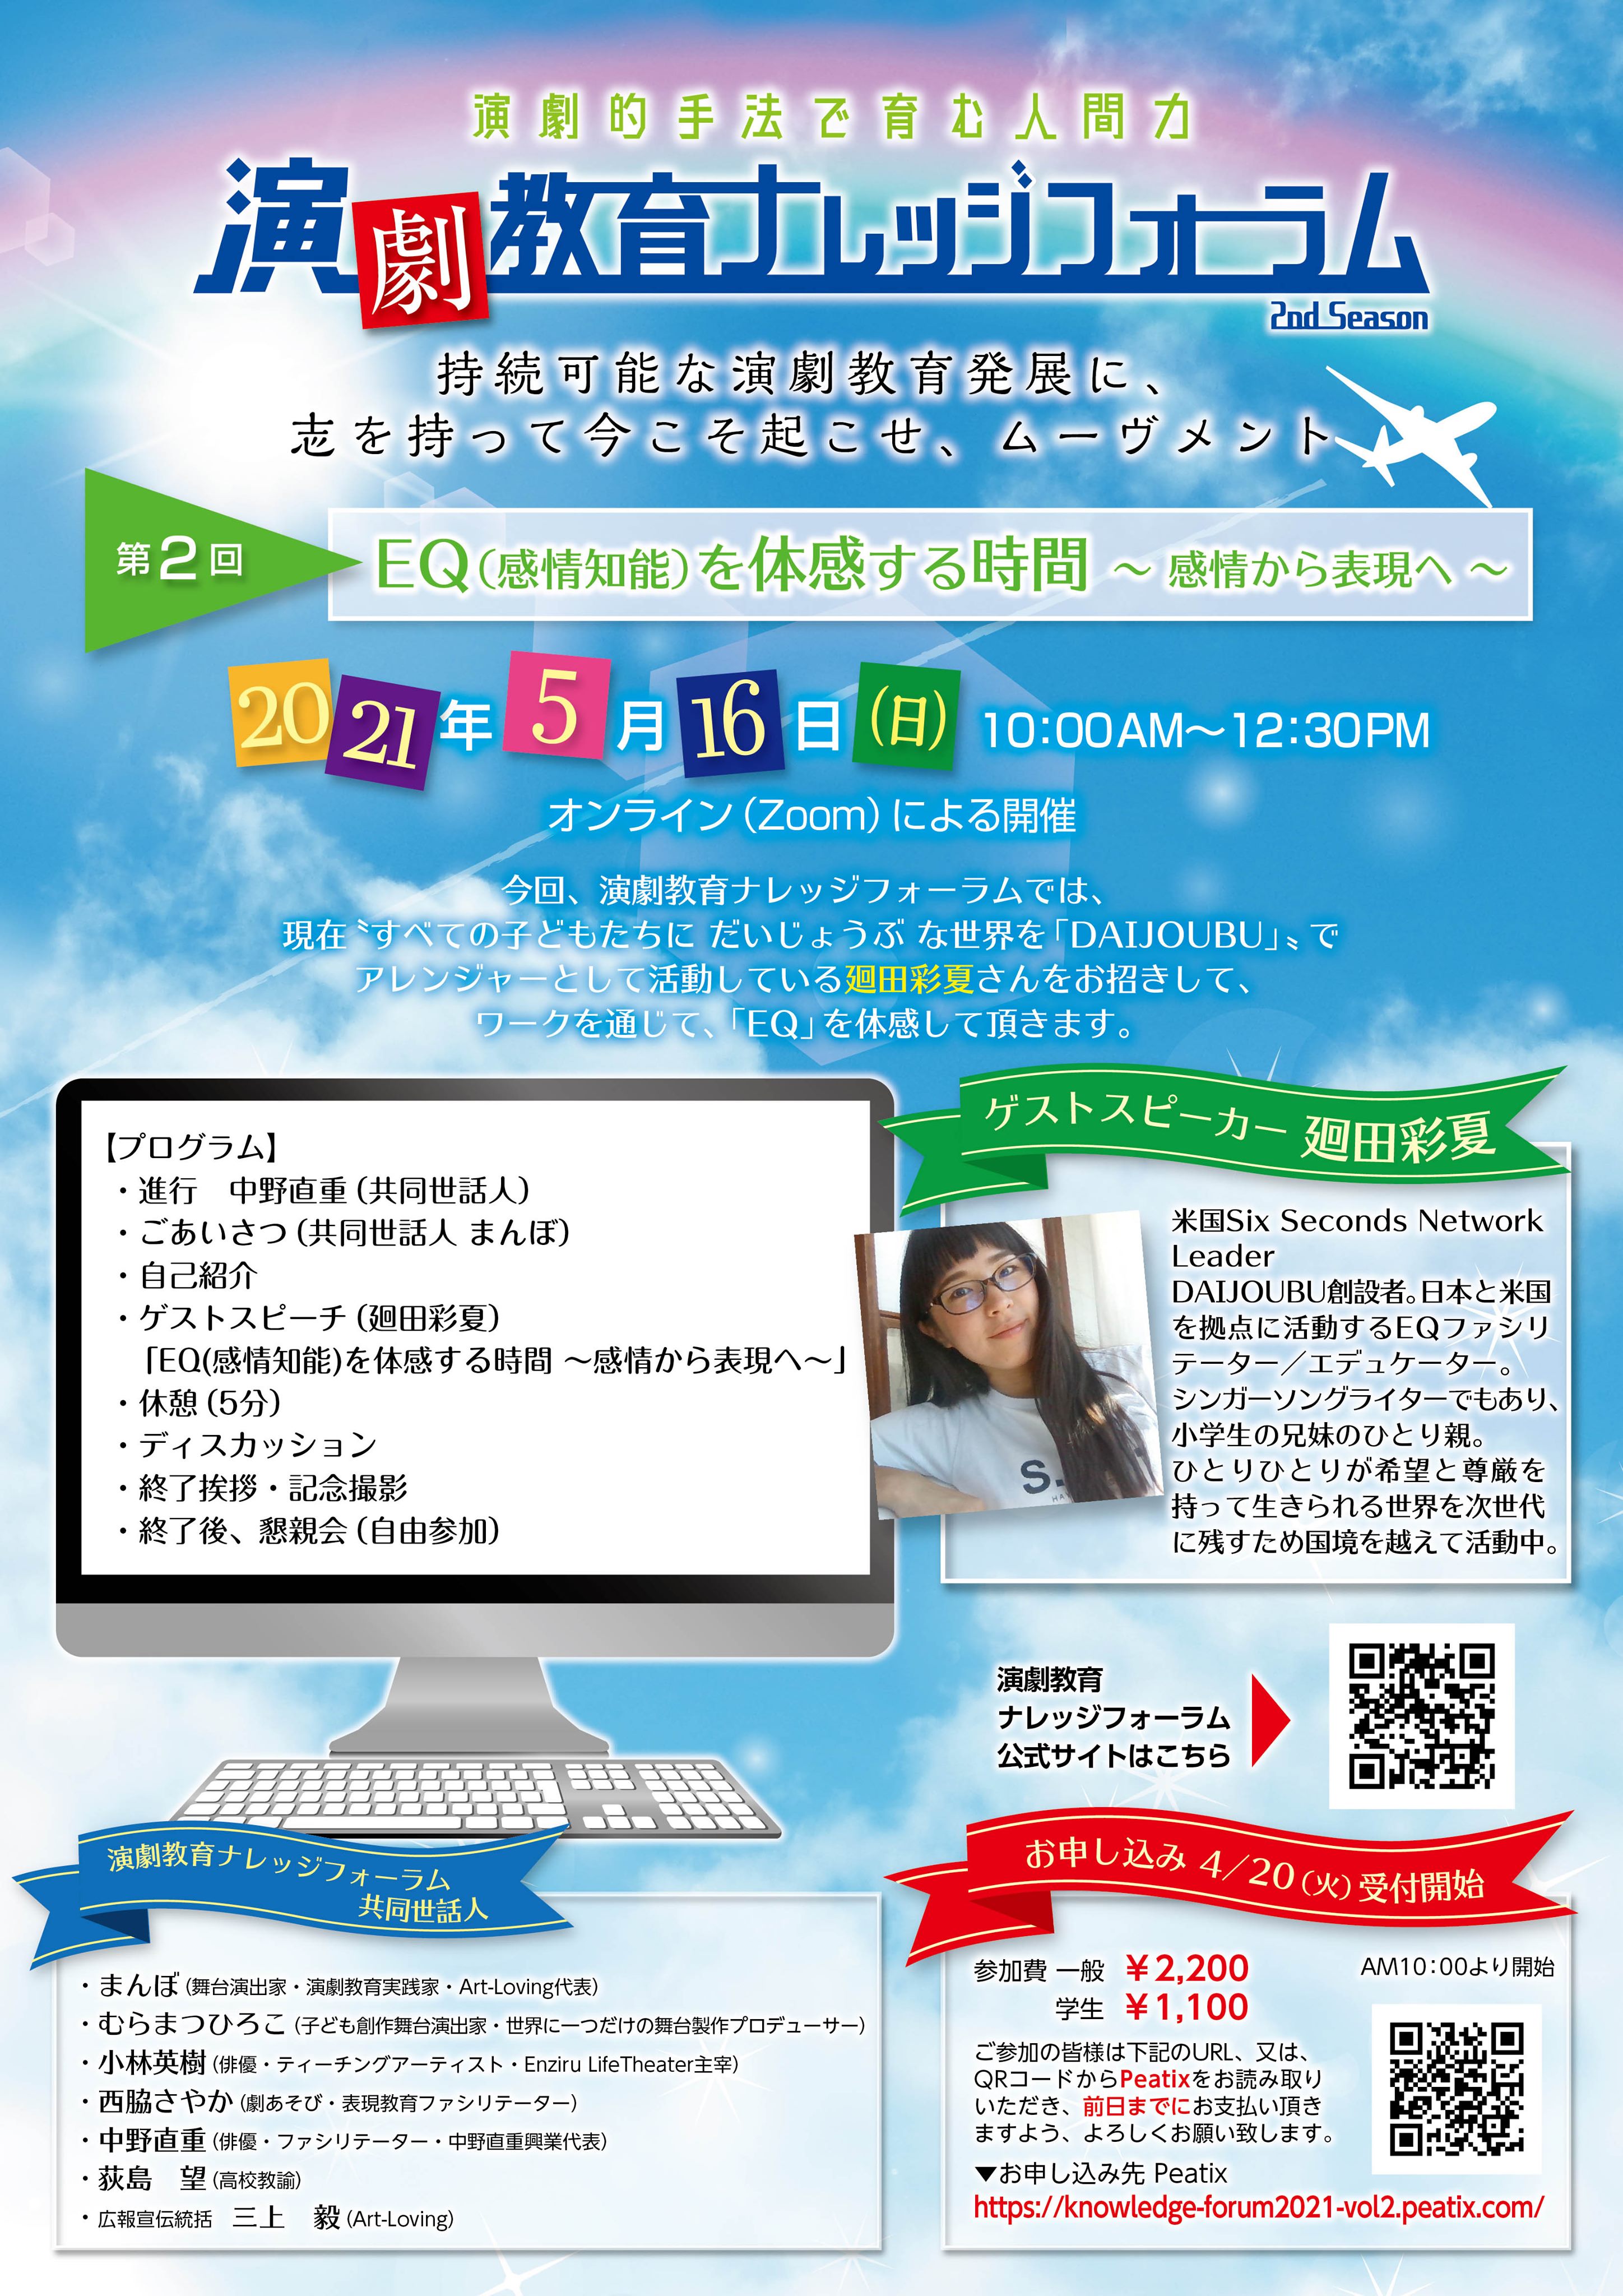 演劇的手法で育む人間力
演劇教育ナレッジフォーラム
2nd Season
持続可能な演劇教育発展に、
志を持って今こそ起こせ、ムーヴメント
第2回
EQ(感情知能)を体感する時間 ～ 感情から表現へ ～
2021年5月16日(日) 10:00AM～12:30PM
オンライン(Zoom)による開催
今回、演劇教育ナレッジフォーラムでは、
現在〝すべての子どもたちに だいじょうぶ な世界を「DAIJOUBU」〟で
アレンジャーとして活動している廻田彩夏さんをお招きして、
ワークを通じて、「EQ」を体感して頂きます。
【プログラム】
・進行　中野直重(共同世話人)
・ごあいさつ(共同世話人 まんぼ)
・自己紹介
・ゲストスピーチ(廻田彩夏)
「EQ(感情知能)を体感する時間 ～感情から表現へ～」
・休憩(5分)
・ディスカッション
・終了挨拶・記念撮影
・終了後、懇親会(自由参加)
ゲストスピーカー 廻田彩夏
米国Six Seconds Network
Leader
DAIJOUBU創設者。日本と米国
を拠点に活動するEQファシリ
テーター／エデュケーター。
シンガーソングライターでもあり、
小学生の兄妹のひとり親。
ひとりひとりが希望と尊厳を
持って生きられる世界を次世代
に残すため国境を越えて活動中。
演劇教育
ナレッジフォーラム
公式サイトはこちら
演劇教育ナレッジフォーラム
共同世話人
・まんぼ(舞台演出家・演劇教育実践家・Art-Loving代表)
・むらまつひろこ(子ども創作舞台演出家・世界に一つだけの舞台製作プロデューサー)
・小林英樹(俳優・ティーチングアーティスト・Enziru LifeTheater主宰)
・西脇さやか(劇あそび・表現教育ファシリテーター)
・中野直重(俳優・ファシリテーター・中野直重興業代表)
・荻島　望(高校教諭)
・広報宣伝統括　三上　毅(Art-Loving)
お申し込み 4/20(火)受付開始
AM10：00より開始
参加費 一般 ￥2,200
学生 ￥1,100
ご参加の皆様は下記のURL、又は、
QRコードからPeatixをお読み取り
いただき、前日までにお支払い頂き
ますよう、よろしくお願い致します。
▼お申し込み先 Peatix
https://knowledge-forum2021-vol2.peatix.com/